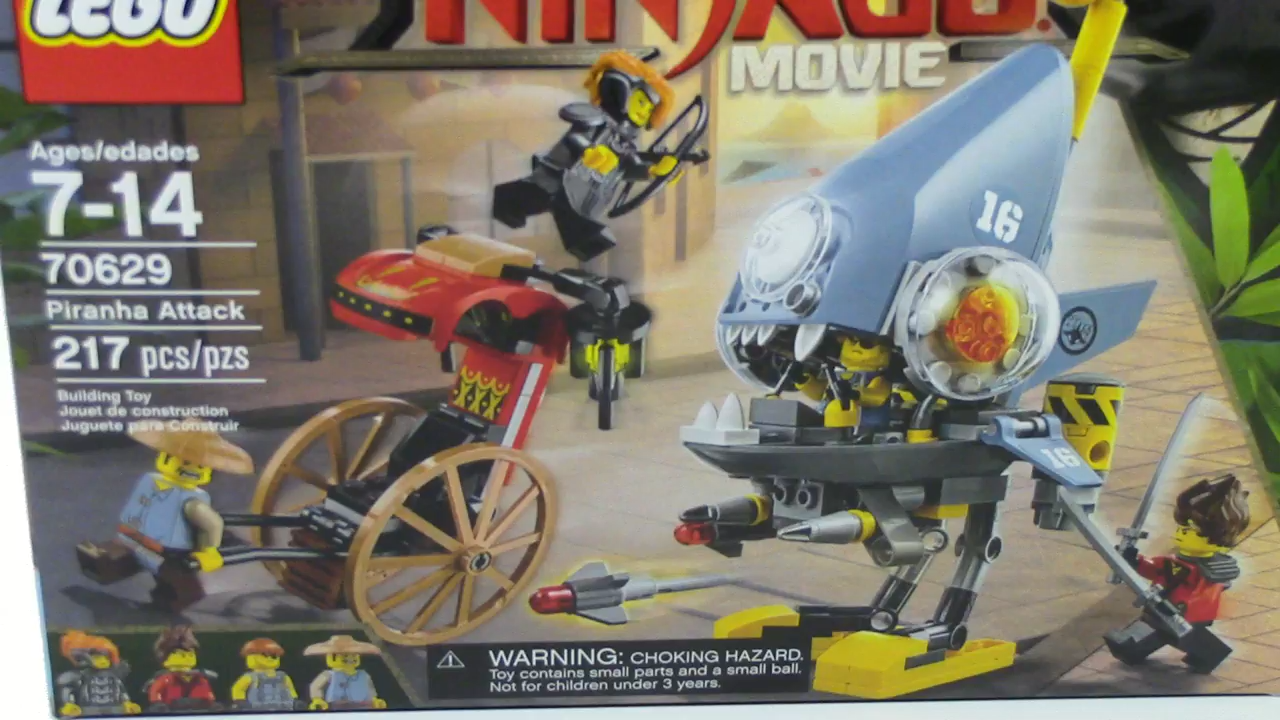 LEGO
NINJAGO.
MOVIE
Ages/edades
7-14
70629
Piranha Attack
217 pcs/pzs
Building Toy
Jouet de construction
Juguete para Construir
16
16
WARNING: CHOKING HAZARD.
Toy contains small parts and a small ball.
Not for children under 3 years.